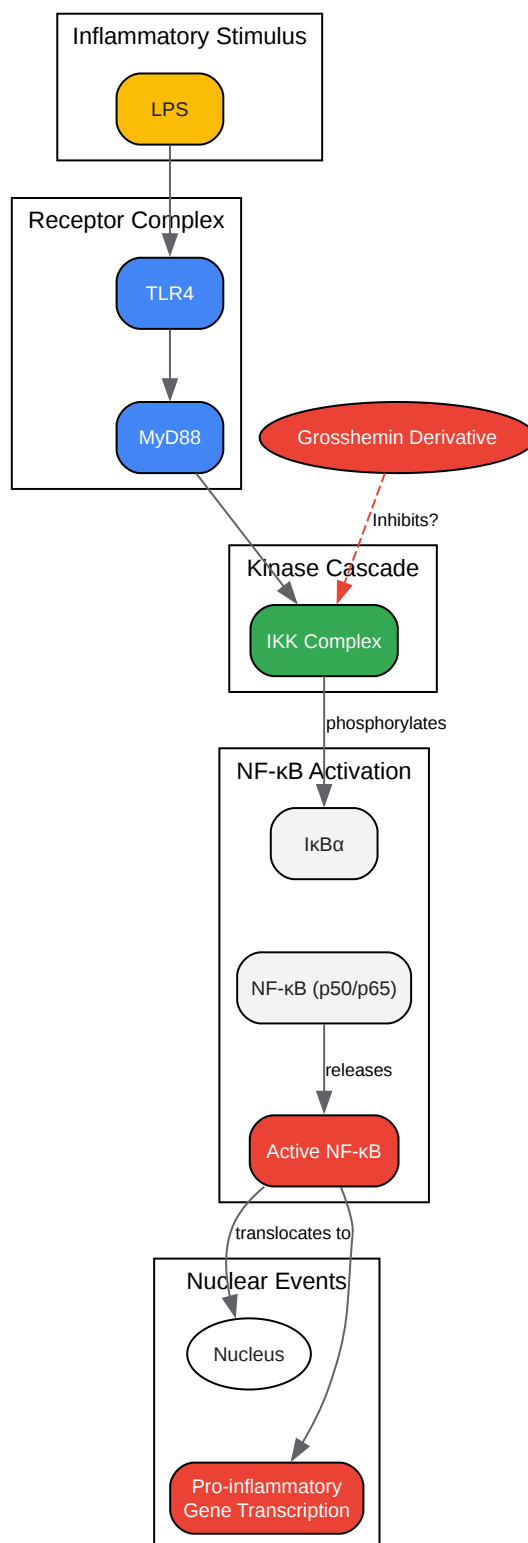 Inflammatory Stimulus
LPS
Receptor Complex
TLR4
MyD88
Grosshemin Derivative
Inhibits?
Kinase Cascade
IKK Complex
phosphorylates
NF-κB Activation
IκBα
NF-κB (p50/p65)
releases
Active NF-κB
translocates to
Nuclear Events
Nucleus
Pro-inflammatory
Gene Transcription